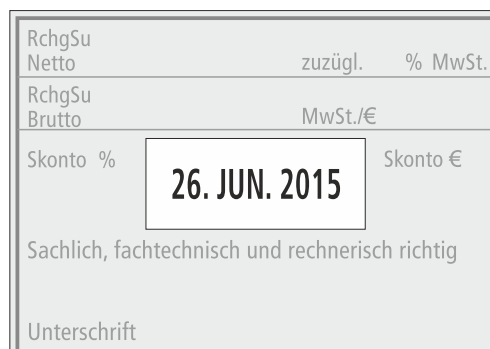 RchgSu
Netto zuzügl. % MwSt.
RchgSu
Brutto MwSt./€
Skonto % Skonto €
26. JUN. 2015
Sachlich, fachtechnisch und rechnerisch richtig
Unterschrift